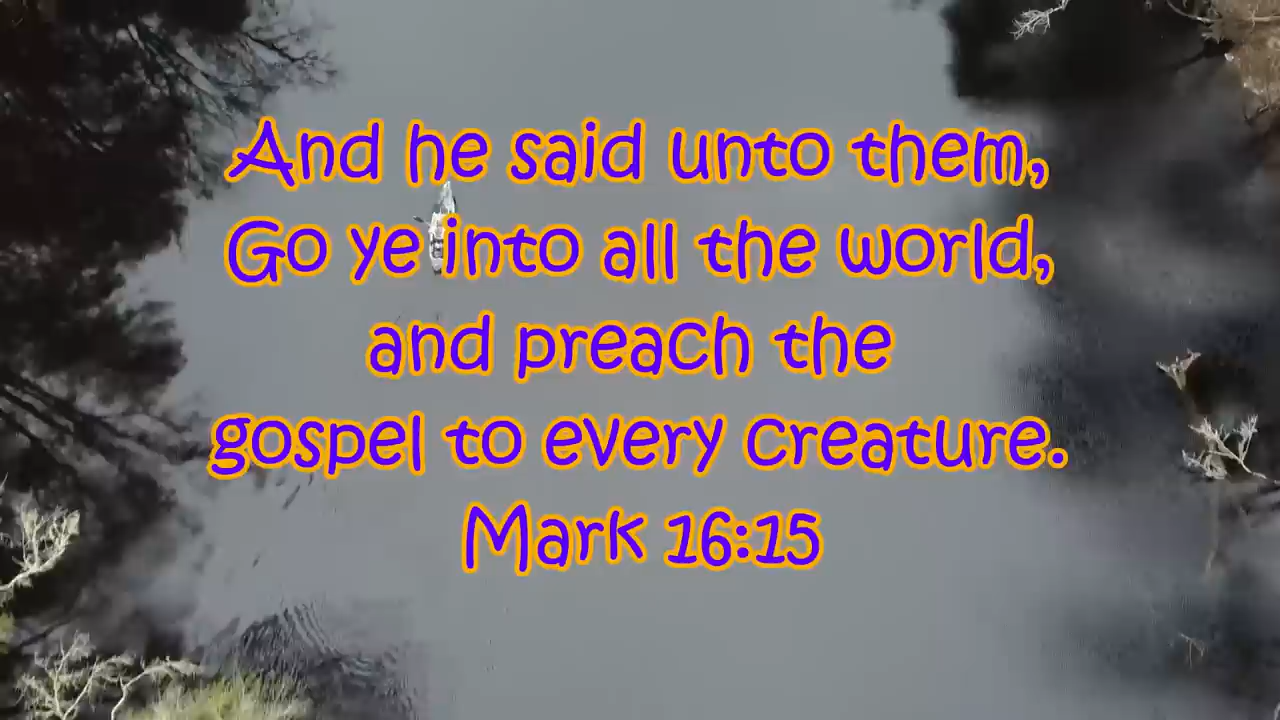 And he said unto them,
Go ye into all the world,
and preach the
gospel to every creature.
Mark 16:15